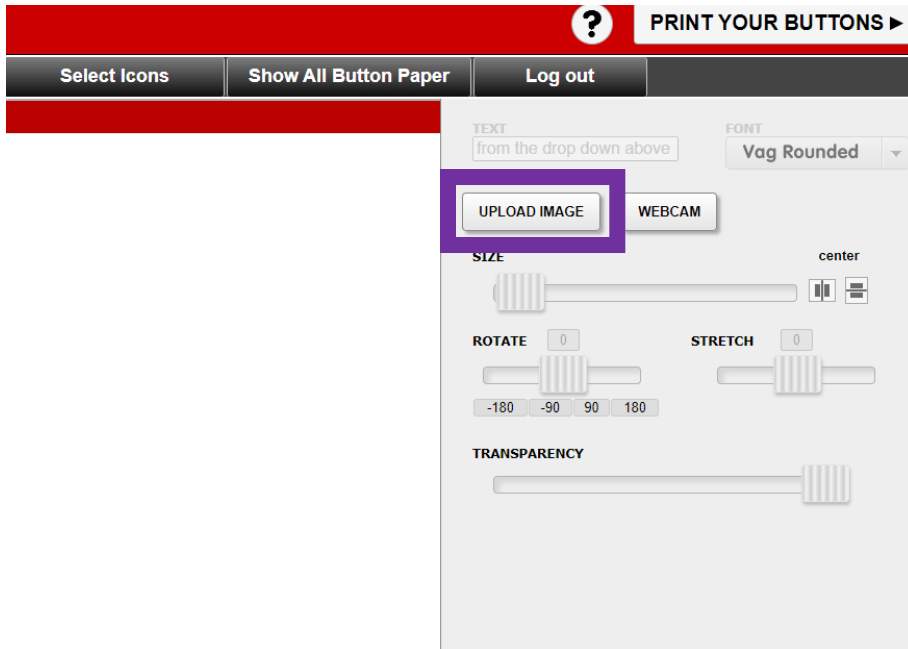 ?
PRINT YOUR BUTTONS ►
Select Icons
Show All Button Paper
Log out
TEXT
FONT
from the drop down above
Vag Rounded
UPLOAD IMAGE
WEBCAM
SIZE
center
ROTATE
0
STRETCH
0
-180 -90 90 180
TRANSPARENCY